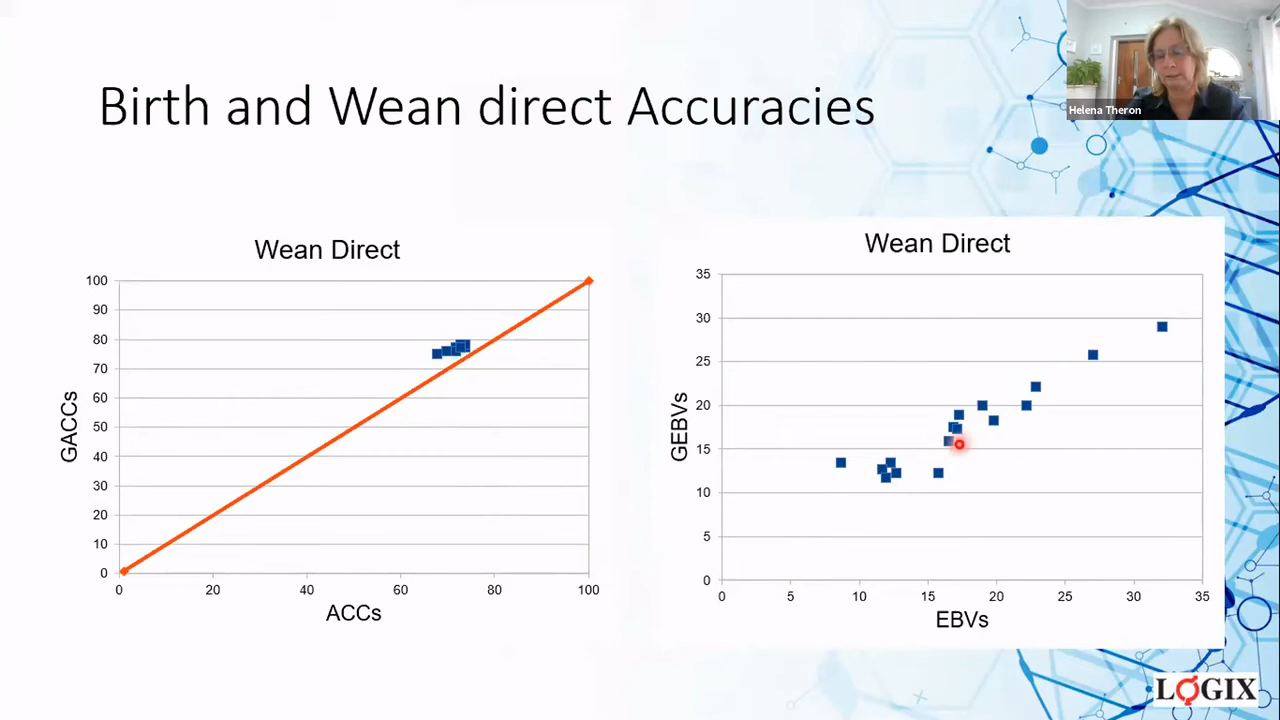 Helena Theron
Birth and Wean direct Accuracies
Wean Direct
100
90
80
70
60
50
40
30
20
10
0
GACCs
0 20 40 60 80 100
ACCs
Wean Direct
35
30
25
20
15
10
5
0
GEBVs
0 5 10 15 20 25 30 35
EBVs
LOGIX